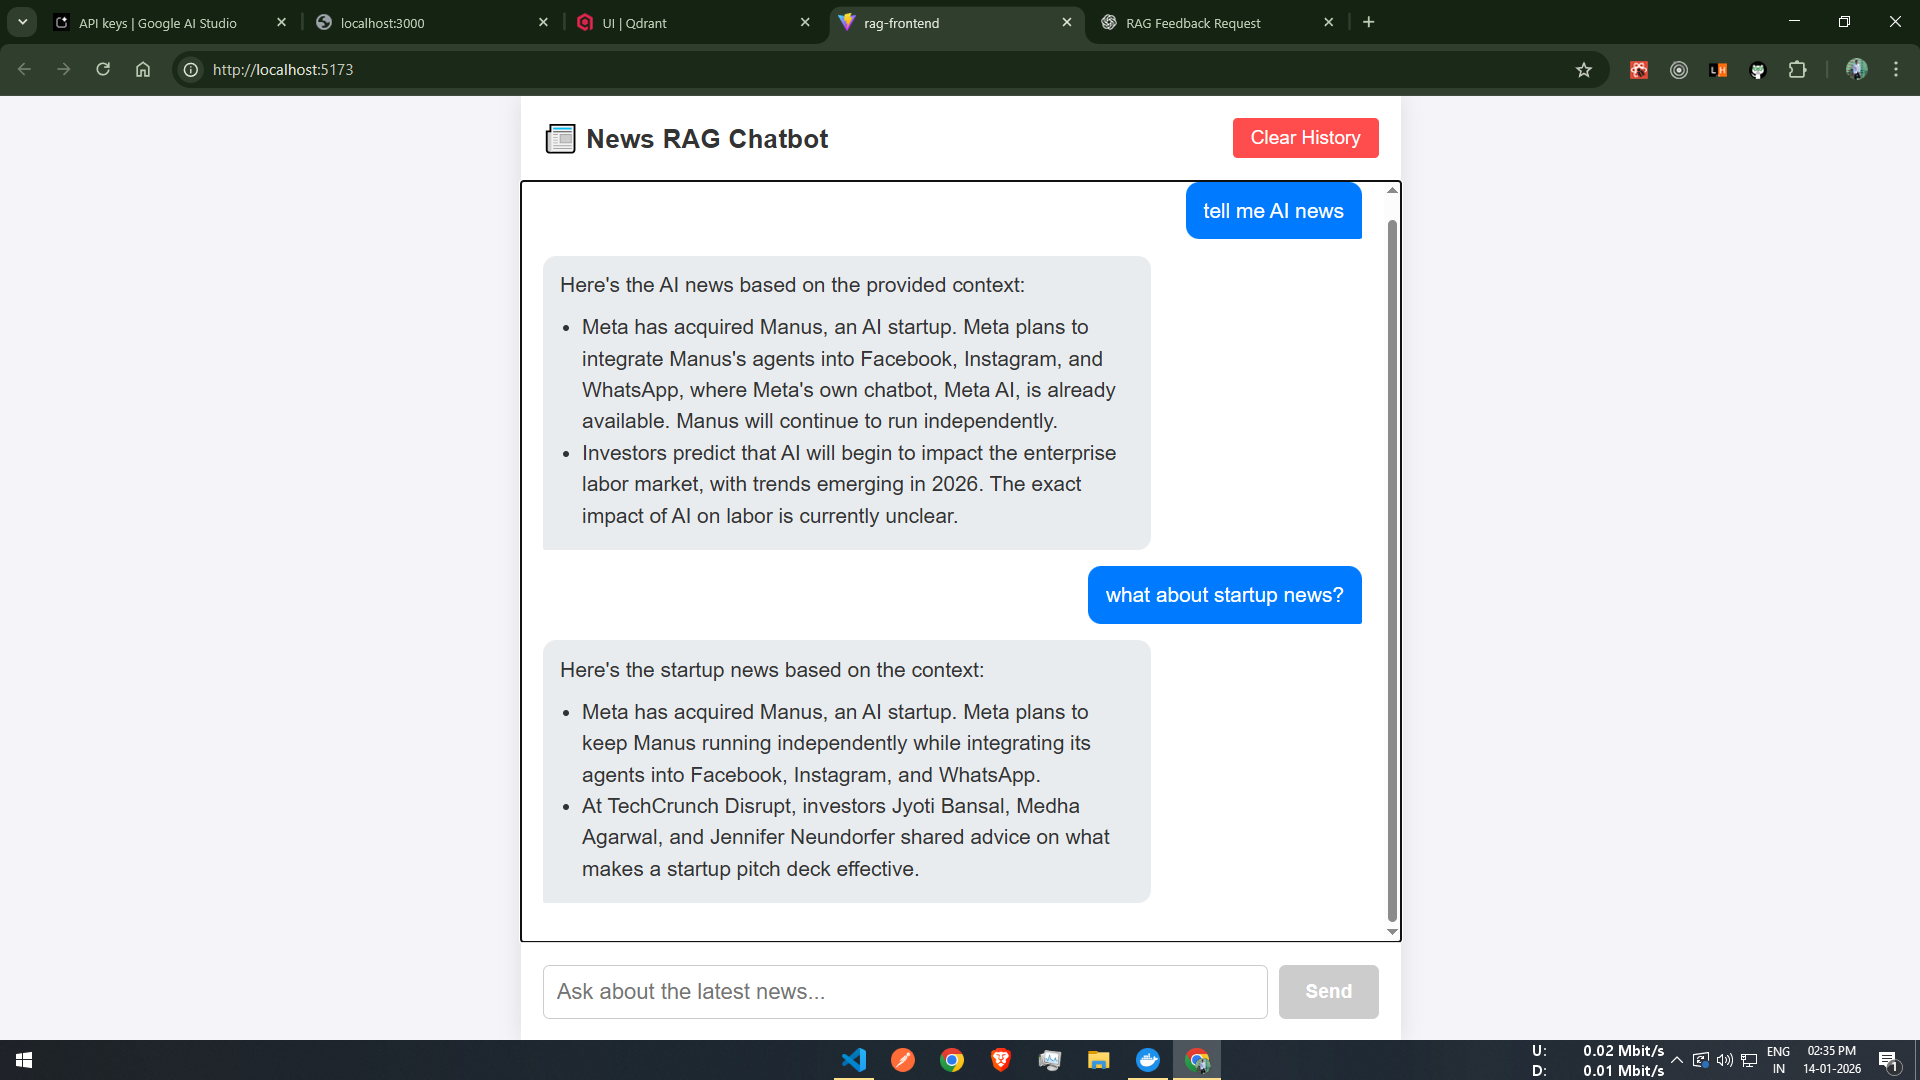 API keys | Google AI Studio
localhost:3000
UI | Qdrant
rag-frontend
RAG Feedback Request
http://localhost:5173
LH
News RAG Chatbot
Clear History
tell me AI news
Here's the AI news based on the provided context:
• Meta has acquired Manus, an AI startup. Meta plans to
integrate Manus's agents into Facebook, Instagram, and
WhatsApp, where Meta's own chatbot, Meta AI, is already
available. Manus will continue to run independently.
• Investors predict that AI will begin to impact the enterprise
labor market, with trends emerging in 2026. The exact
impact of AI on labor is currently unclear.
what about startup news?
Here's the startup news based on the context:
• Meta has acquired Manus, an AI startup. Meta plans to
keep Manus running independently while integrating its
agents into Facebook, Instagram, and WhatsApp.
• At TechCrunch Disrupt, investors Jyoti Bansal, Medha
Agarwal, and Jennifer Neundorfer shared advice on what
makes a startup pitch deck effective.
Ask about the latest news...
Send
U: 0.02 Mbit/s
D: 0.01 Mbit/s
ENG
IN
02:35 PM
14-01-2026
1